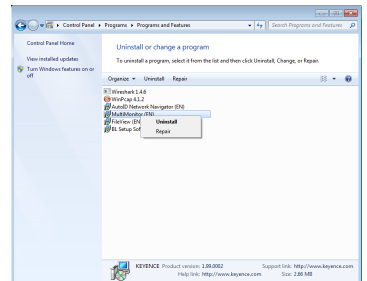 Control Panel ▸ Programs ▸ Programs and Features
Search Programs and Features
Control Panel Home
View installed updates
Turn Windows features on or off
Uninstall or change a program
To uninstall a program, select it from the list and then click Uninstall, Change, or Repair.
Organize Uninstall Repair
Wireshark 1.4.6
WinPcap 4.1.2
AutoID Network Navigator (EN)
MultiMonitor (EN)
FileView (EN
BL Setup Sof
Uninstall
Repair
KEYENCE Product version: 1.99.0002 Support link: http://www.keyence.com
Help link: http://www.keyence.com Size: 2.86 MB